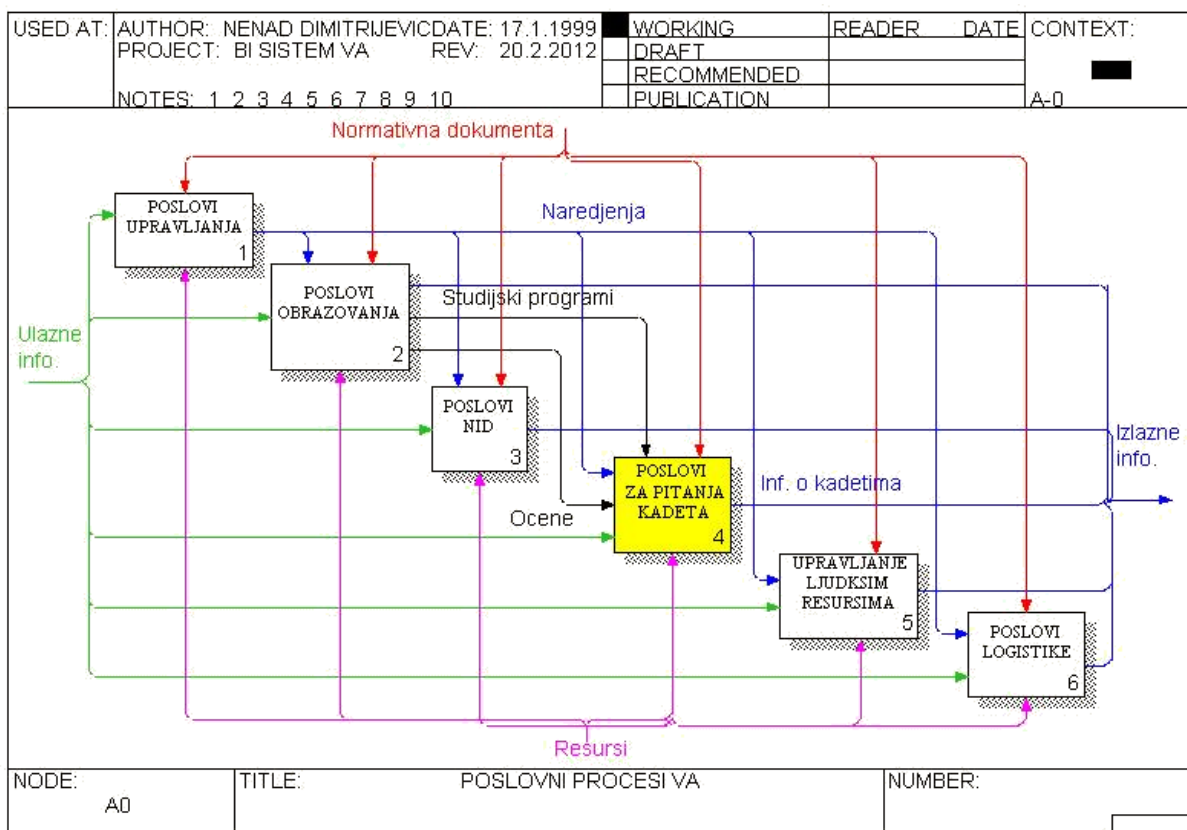 USED AT: AUTHOR: NENAD DIMITRIJEVIC DATE: 17.1.1999 WORKING READER DATE CONTEXT:
PROJECT: BI SISTEM VA REV: 20.2.2012 DRAFT
RECOMMENDED
NOTES: 1 2 3 4 5 6 7 8 9 10 PUBLICATION A-0
Normativna dokumenta
POSLOVI
UPRAVLJANJA
1
Naredjenja
POSLOVI
OBRAZOVANJA
2
Studijski programi
Ulazne
info.
POSLOVI
NID
3
Izlazne
info.
POSLOVI
ZA PITANJA
KADETA
4
Inf. o kadetima
Ocene
UPRAVLJANJE
LJUDKSIM
RESURSIMA
5
POSLOVI
LOGISTIKE
6
Resursi
NODE: TITLE: POSLOVNI PROCESI VA NUMBER:
A0